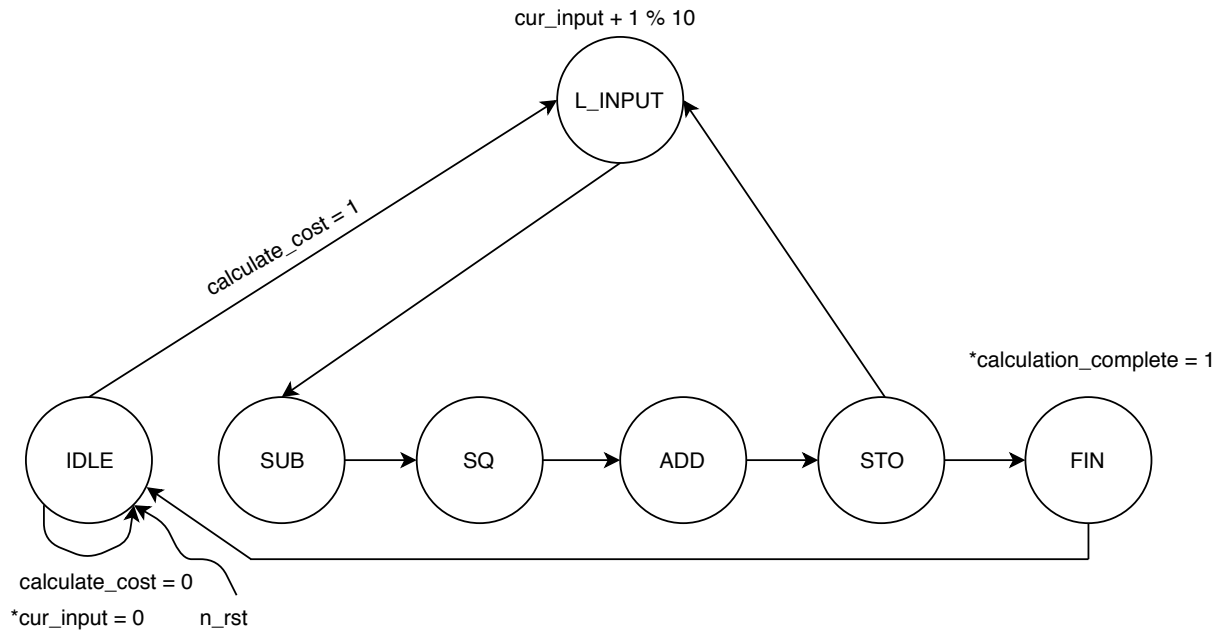 cur_input + 1 % 10
L_INPUT
calculate_cost = 1
*calculation_complete = 1
IDLE
SUB
SQ
ADD
STO
FIN
calculate_cost = 0
*cur_input = 0
n_rst